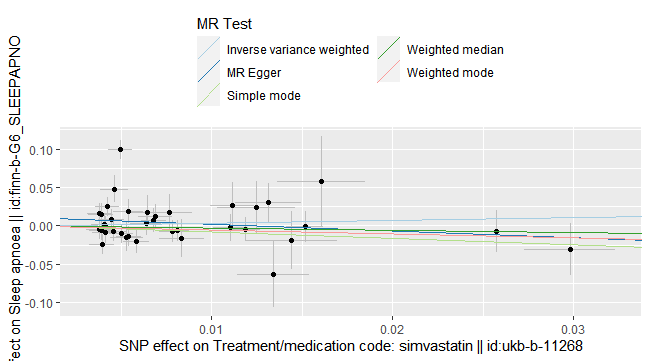 MR Test
Inverse variance weighted
MR Egger
Simple mode
Weighted median
Weighted mode
effect on Sleep apnoea || id:finn-b-G6_SLEEPAPNO
0.10
0.05
0.00
-0.05
-0.10
0.01
0.02
0.03
SNP effect on Treatment/medication code: simvastatin || id:ukb-b-11268